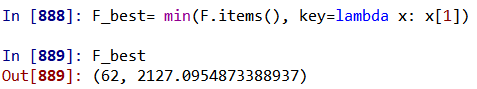 In [888]: F_best= min(F.items(), key=lambda x: x[1])
In [889]: F_best
Out[889]: (62, 2127.0954873388937)